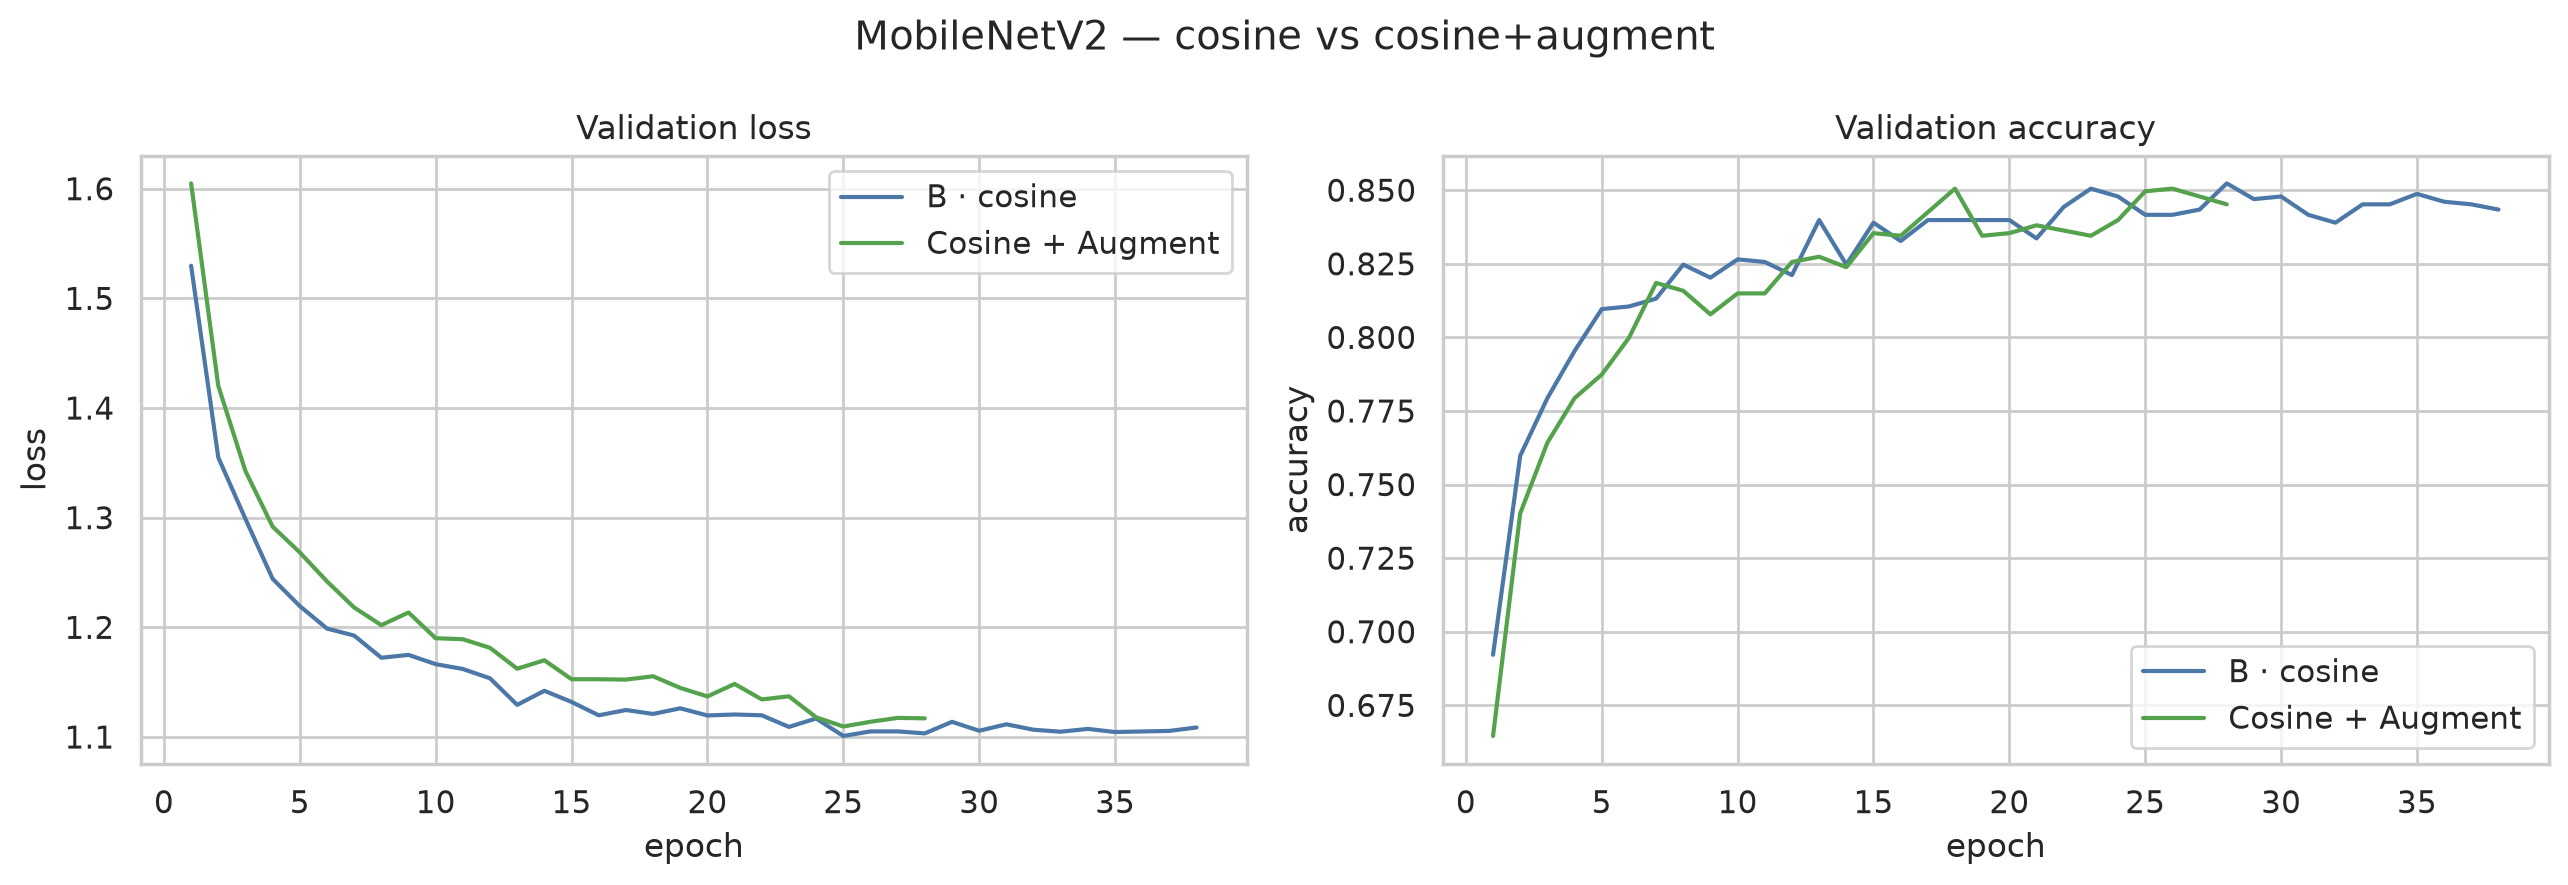 MobileNetV2 — cosine vs cosine+augment
Validation loss
1.6
1.5
1.4
1.3
1.2
1.1
loss
0 5 10 15 20 25 30 35
epoch
B · cosine
Cosine + Augment
Validation accuracy
0.850
0.825
0.800
0.775
0.750
0.725
0.700
0.675
accuracy
0 5 10 15 20 25 30 35
epoch
B · cosine
Cosine + Augment